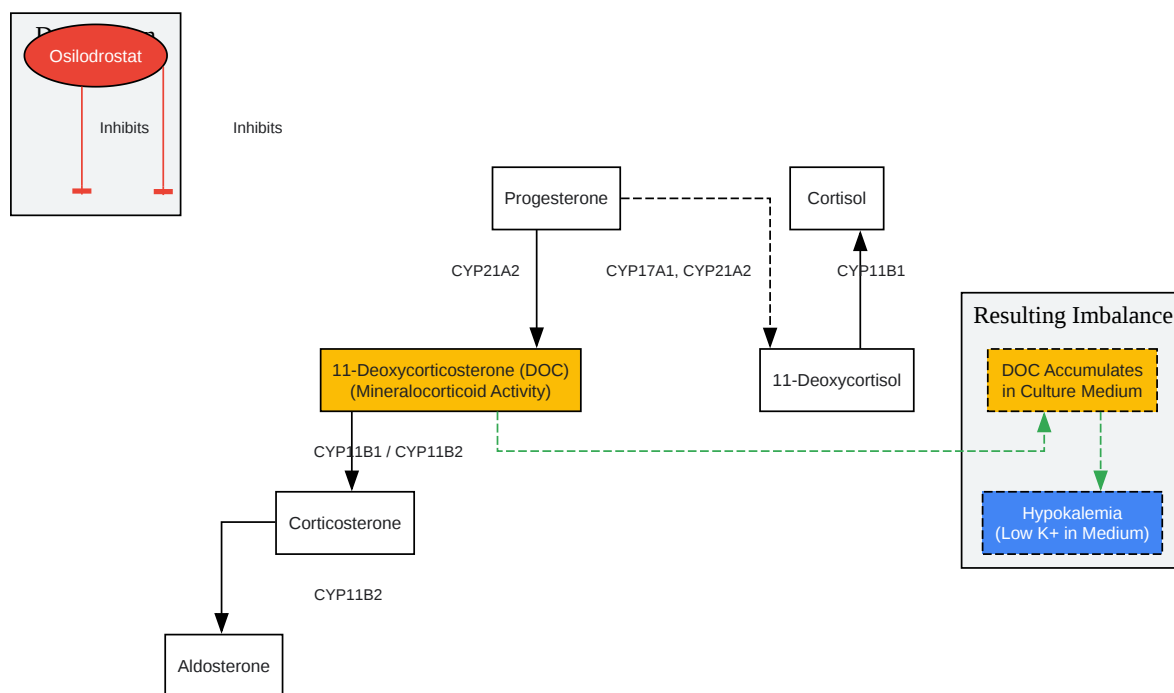 Osilodrostat
Inhibits
Inhibits
Progesterone
Cortisol
CYP21A2
CYP17A1, CYP21A2
CYP11B1
Resulting Imbalance
11-Deoxycorticosterone (DOC)
(Mineralocorticoid Activity)
11-Deoxycortisol
DOC Accumulates
in Culture Medium
CYP11B1 / CYP11B2
Corticosterone
Hypokalemia
(Low K+ in Medium)
CYP11B2
Aldosterone